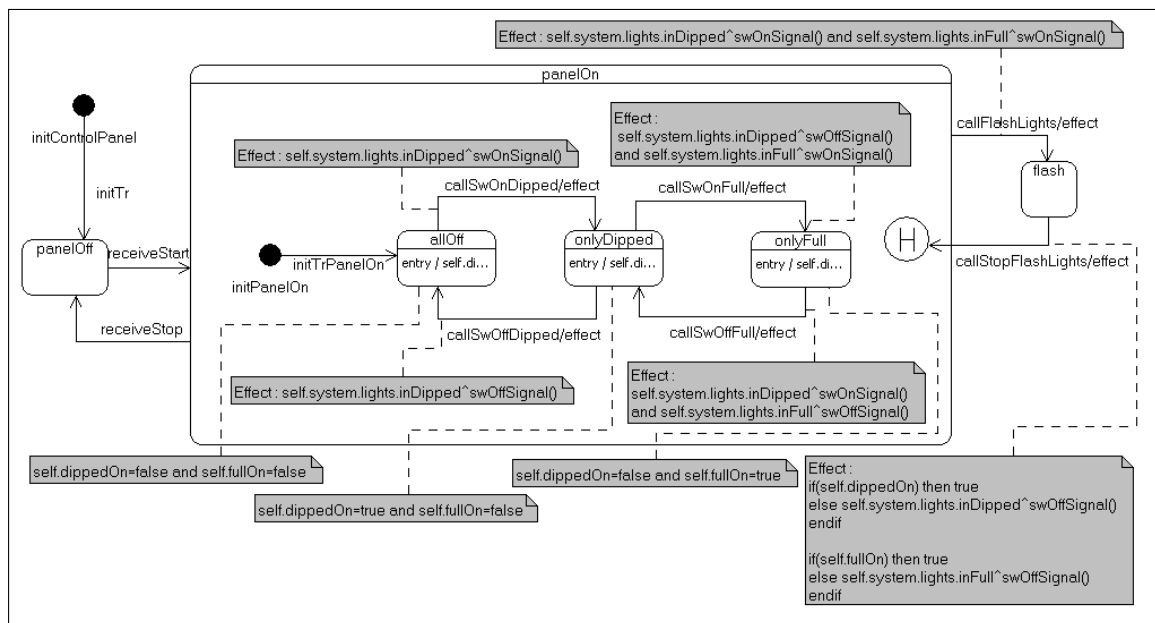 Effect : self.system.lights.inDipped^swOnSignal() and self.system.lights.inFull^swOnSignal()
panelOn
initControlPanel
initTr
panelOff
receiveStart
receiveStop
Effect : self.system.lights.inDipped^swOnSignal()
Effect :
self.system.lights.inDipped^swOffSignal()
and self.system.lights.inFull^swOnSignal()
callFlashLights/effect
flash
callSwOnDipped/effect
callSwOnFull/effect
initPanelOn
initTrPanelOn
allOff
entry / self.di...
onlyDipped
entry / self.di...
onlyFull
entry / self.di...
H
callStopFlashLights/effect
callSwOffDipped/effect
callSwOffFull/effect
Effect : self.system.lights.inDipped^swOffSignal()
Effect :
self.system.lights.inDipped^swOnSignal()
and self.system.lights.inFull^swOffSignal()
self.dippedOn=false and self.fullOn=false
self.dippedOn=true and self.fullOn=false
self.dippedOn=false and self.fullOn=true
Effect :
if(self.dippedOn) then true
else self.system.lights.inDipped^swOffSignal()
endif
if(self.fullOn) then true
else self.system.lights.inFull^swOffSignal()
endif